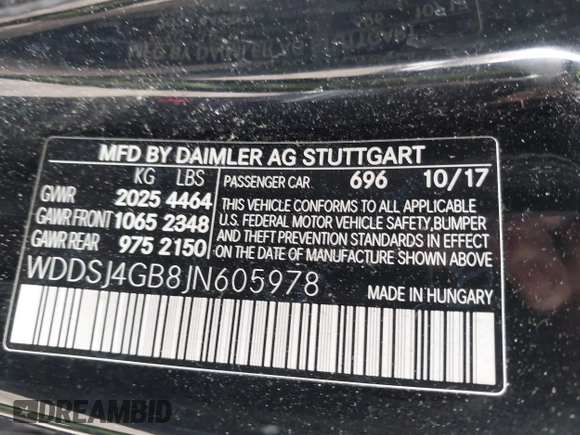 MFD BY DAIMLER AG STUTTGART
KG LBS
GWR 2025 4464
GAWR FRONT 1065 2348
GAWR REAR 975 2150
PASSENGER CAR 696 10/17
THIS VEHICLE CONFORMS TO ALL APPLICABLE
U.S. FEDERAL MOTOR VEHICLE SAFETY, BUMPER
AND THEFT PREVENTION STANDARDS IN EFFECT
ON THE DATE OF MANUFACTURE SHOWN ABOVE
WDDSJ4GB8JN605978
MADE IN HUNGARY
DREAMBID